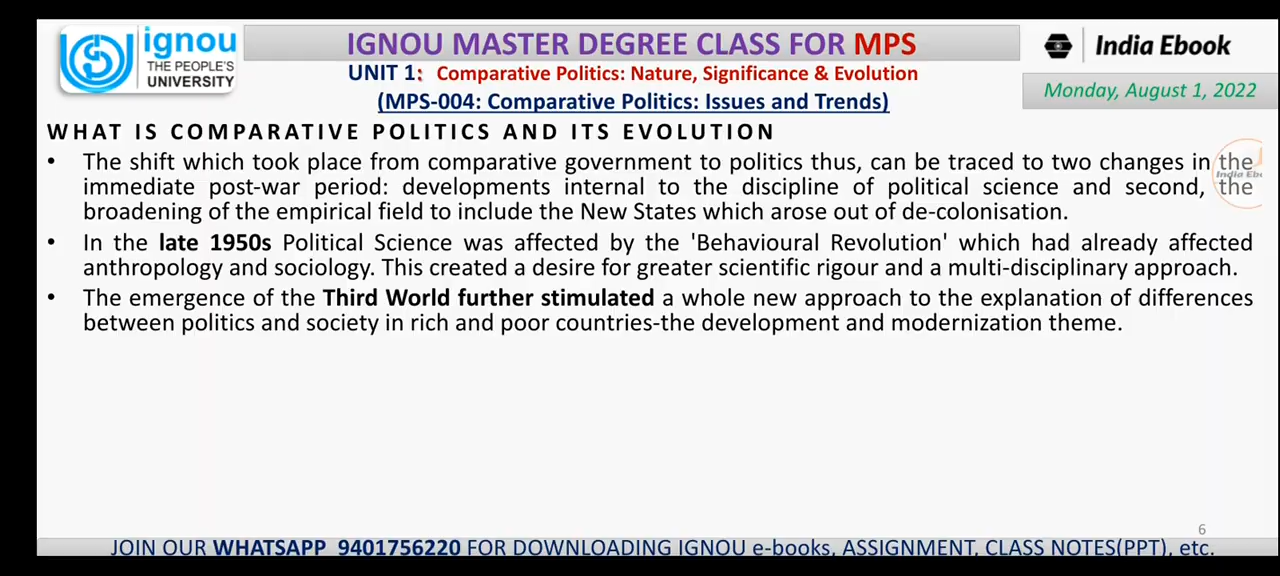 ignou
THE PEOPLE'S
UNIVERSITY
IGNOU MASTER DEGREE CLASS FOR MPS
India Ebook
UNIT 1: Comparative Politics: Nature, Significance & Evolution
Monday, August 1, 2022
(MPS-004: Comparative Politics: Issues and Trends)
WHAT IS COMPARATIVE POLITICS AND ITS EVOLUTION
• The shift which took place from comparative government to politics thus, can be traced to two changes in the
immediate post-war period: developments internal to the discipline of political science and second, the
broadening of the empirical field to include the New States which arose out of de-colonisation.
• In the late 1950s Political Science was affected by the 'Behavioural Revolution' which had already affected
anthropology and sociology. This created a desire for greater scientific rigour and a multi-disciplinary approach.
• The emergence of the Third World further stimulated a whole new approach to the explanation of differences
between politics and society in rich and poor countries-the development and modernization theme.
6
JOIN OUR WHATSAPP 9401756220 FOR DOWNLOADING IGNOU e-books, ASSIGNMENT, CLASS NOTES(PPT), etc.